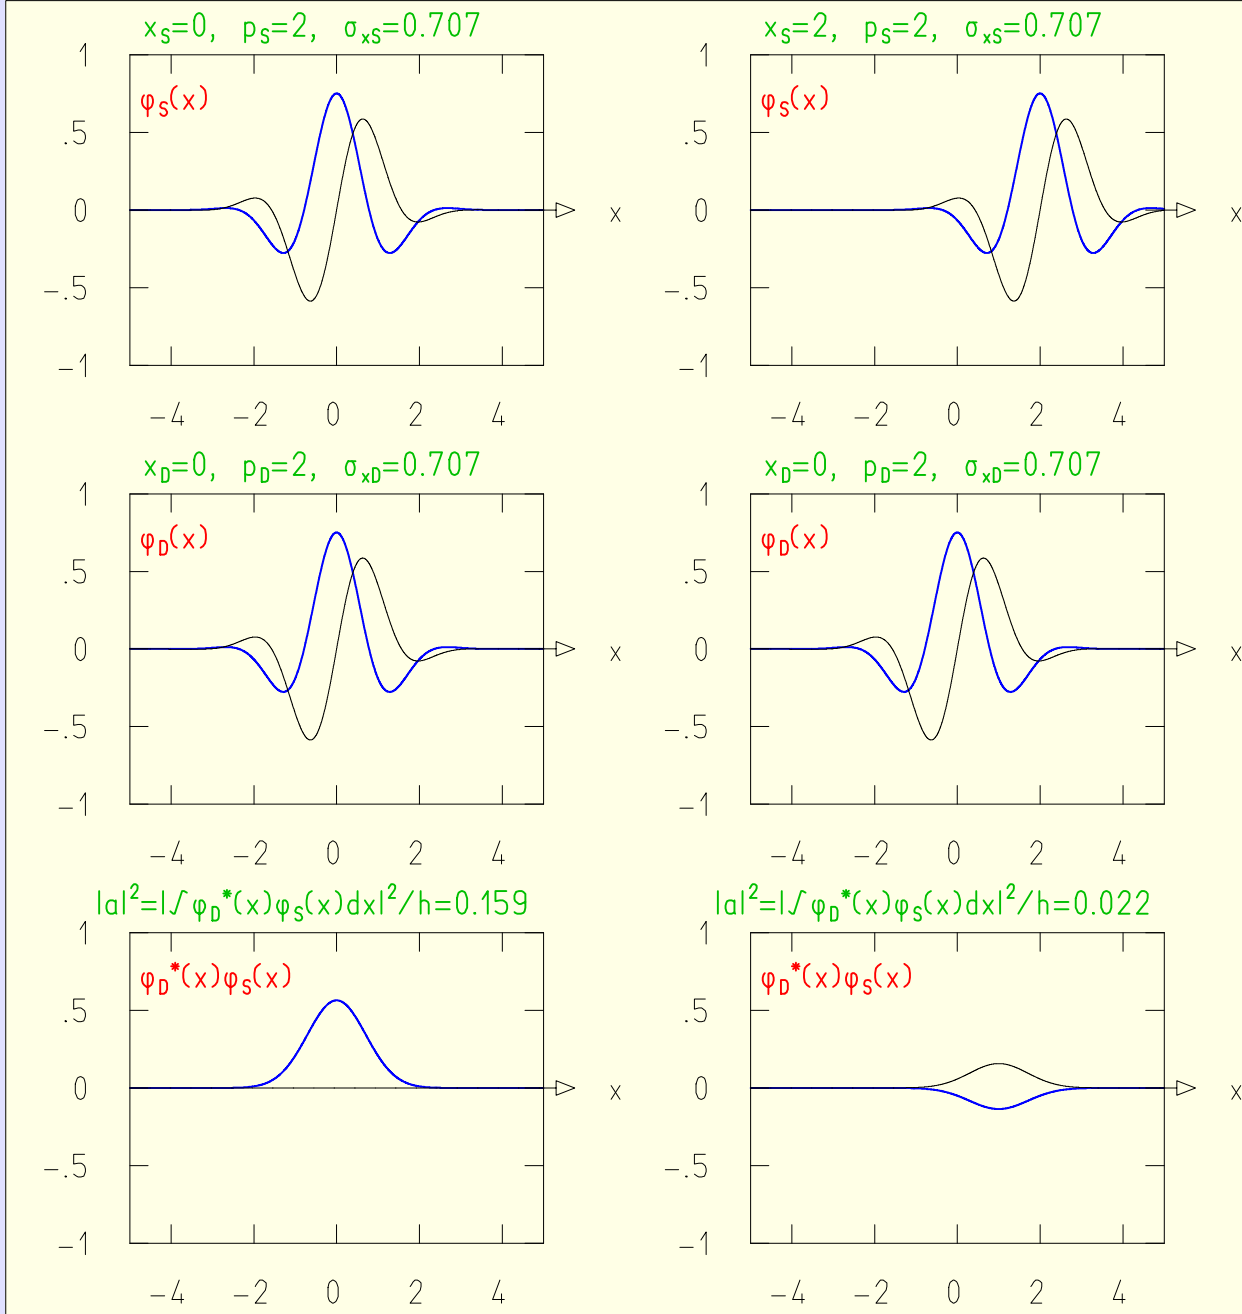 x_S=0, p_S=2, σ_xS=0.707
1
φ_S(x)
.5
0
x
-.5
-1
-4 -2 0 2 4
x_S=2, p_S=2, σ_xS=0.707
1
φ_S(x)
.5
0
x
-.5
-1
-4 -2 0 2 4
x_D=0, p_D=2, σ_xD=0.707
1
φ_D(x)
.5
0
x
-.5
-1
-4 -2 0 2 4
x_D=0, p_D=2, σ_xD=0.707
1
φ_D(x)
.5
0
x
-.5
-1
-4 -2 0 2 4
|a|²=|∫φ_D*(x)φ_S(x)dx|²/h=0.159
1
φ_D*(x)φ_S(x)
.5
0
x
-.5
-1
-4 -2 0 2 4
|a|²=|∫φ_D*(x)φ_S(x)dx|²/h=0.022
1
φ_D*(x)φ_S(x)
.5
0
x
-.5
-1
-4 -2 0 2 4